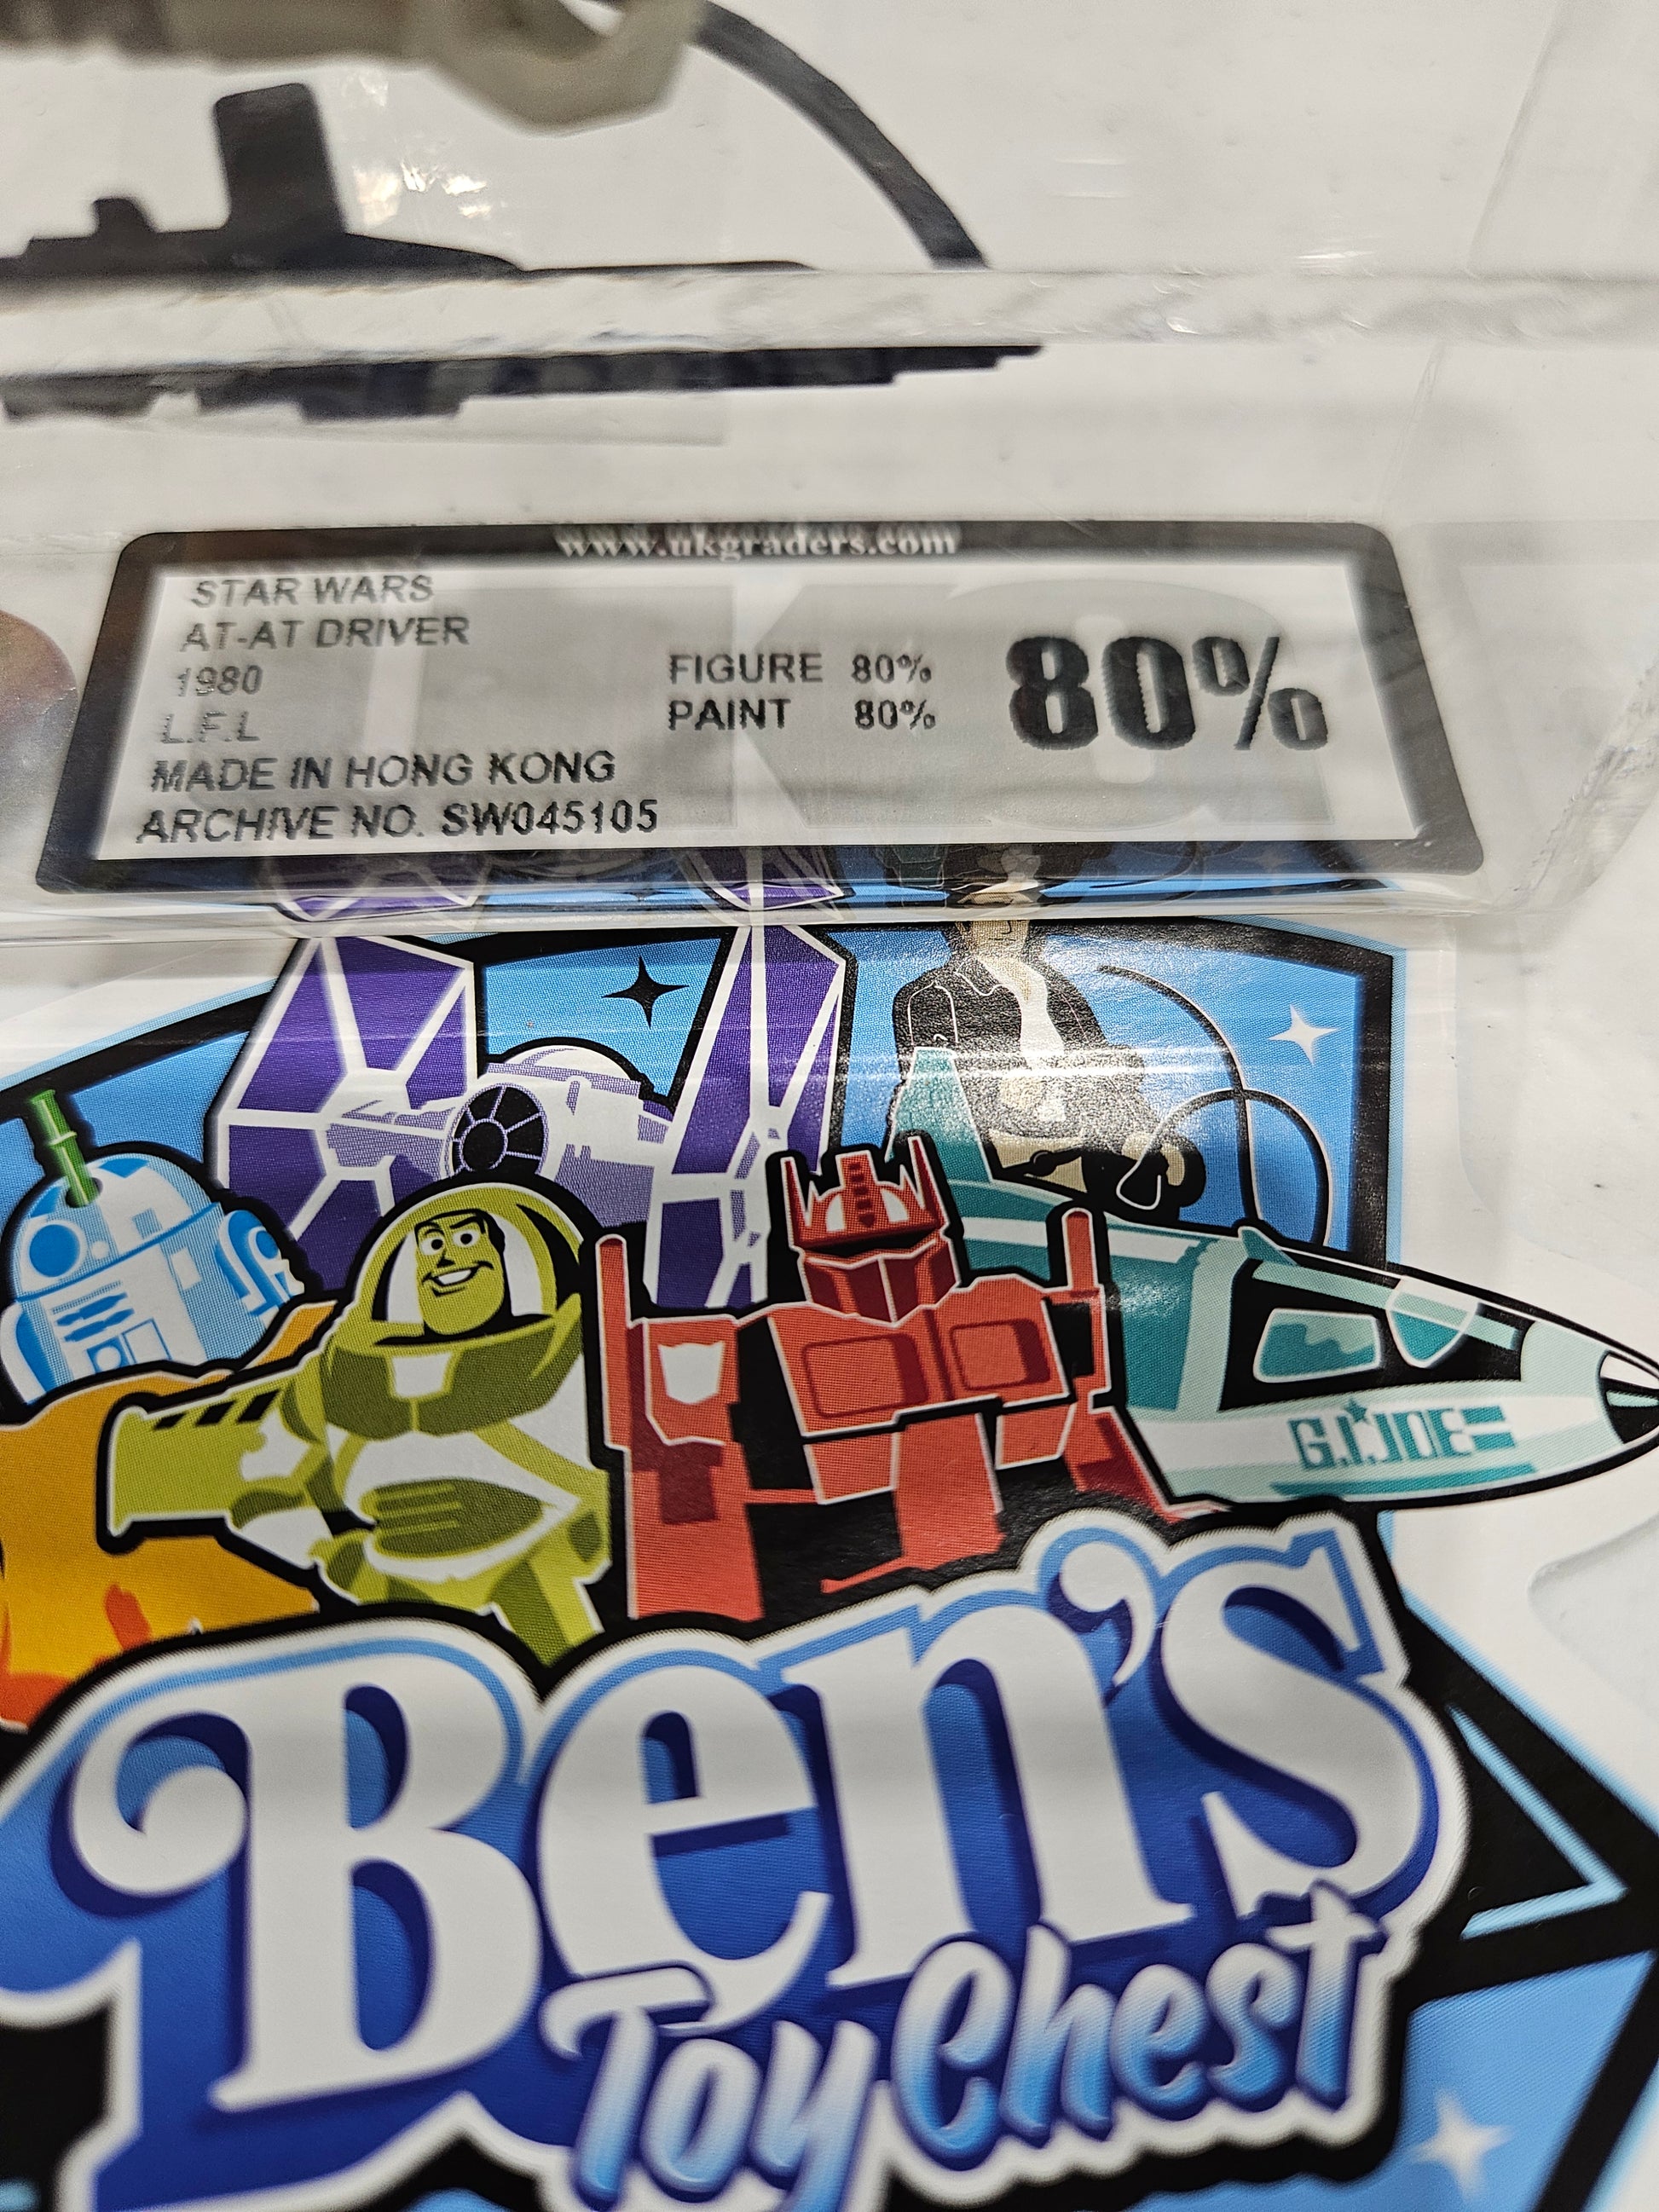 www.ukgraders.com
STAR WARS
AT-AT DRIVER
1980
L.F.L
MADE IN HONG KONG
ARCHIVE NO. SW045105
FIGURE 80%
PAINT 80%
80%
G.I.JOE
Ben's
Toy Chest